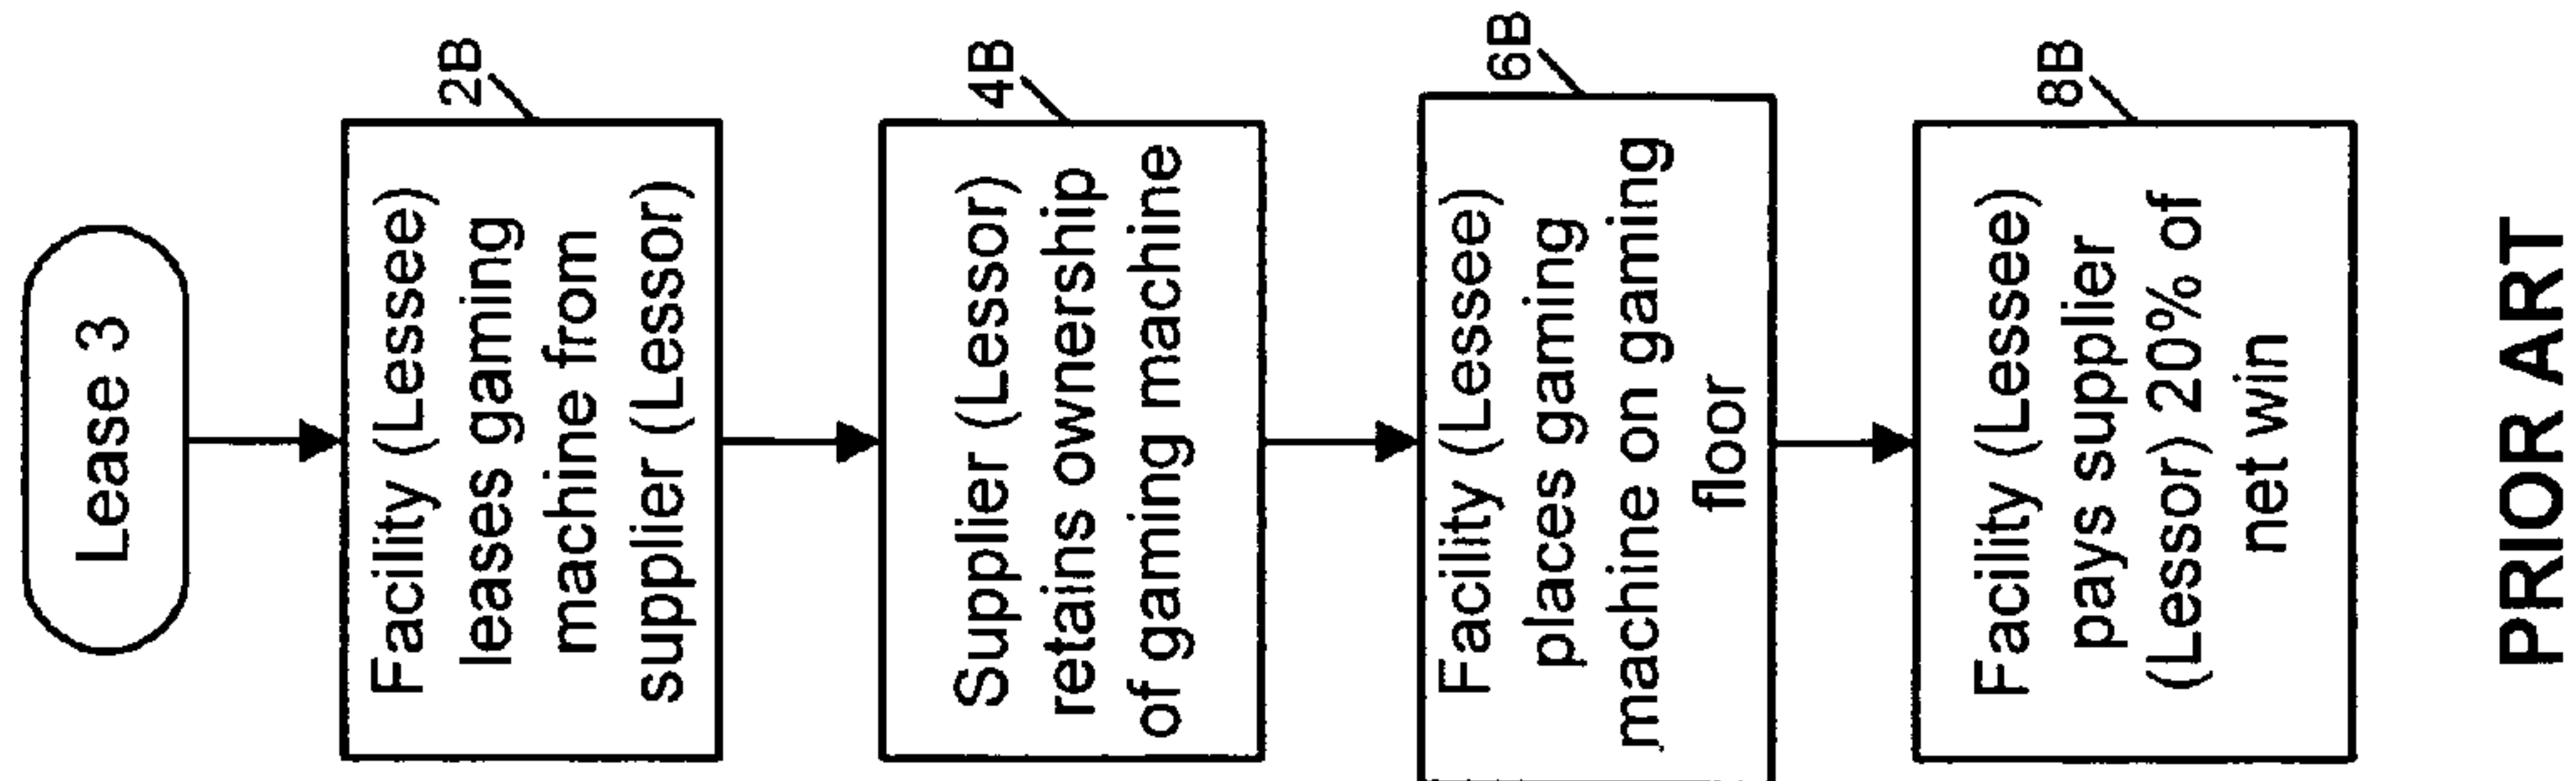 Lease 3
2B
Facility (Lessee)
leases gaming
machine from
supplier (Lessor)
4B
Supplier (Lessor)
retains ownership
of gaming machine
6B
Facility (Lessee)
places gaming
machine on gaming
floor
8B
Facility (Lessee)
pays supplier
(Lessor) 20% of
net win
PRIOR ART